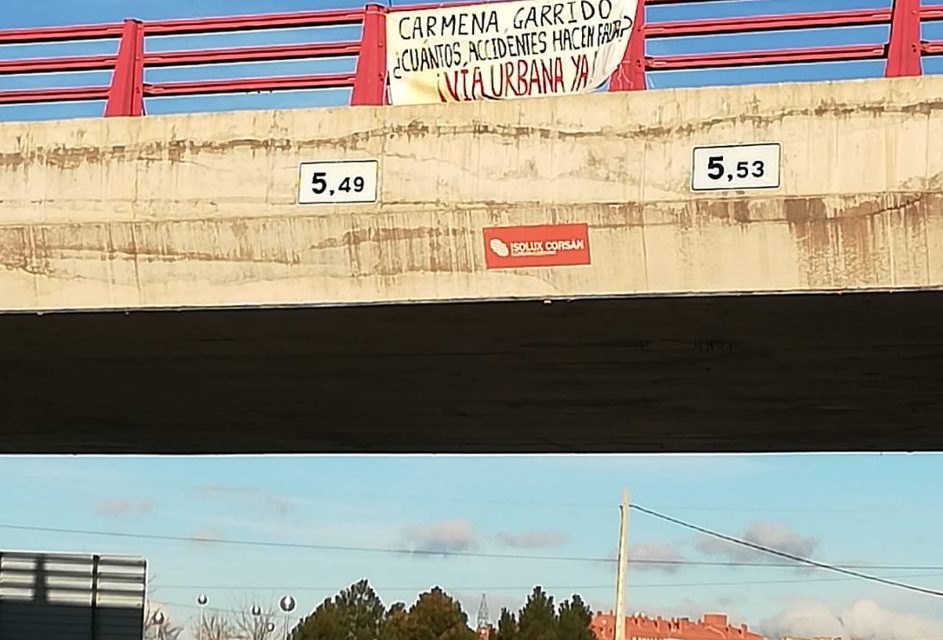 CARMENA, GARRIDO
¿CUÁNTOS ACCIDENTES HACEN FALTA?
¡VÍA URBANA YA!
5,49
5,53
ISOLUX CORSÁN